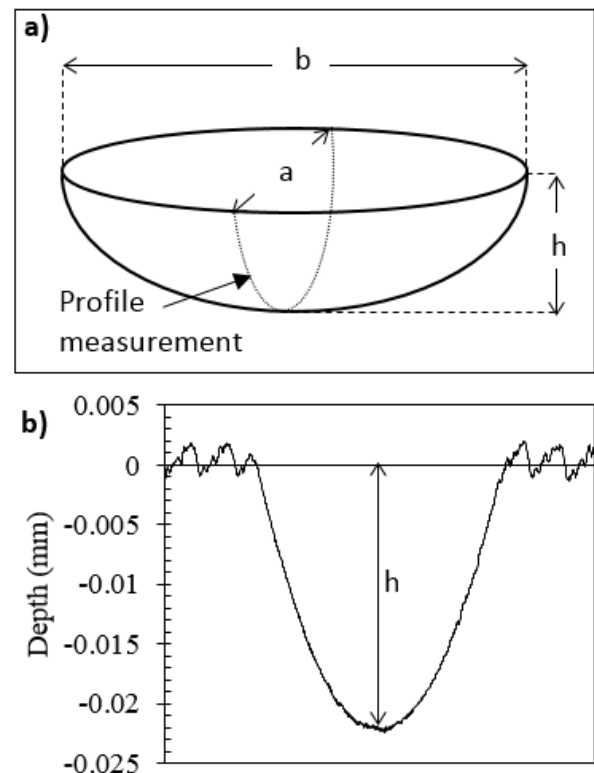 a)
b
a
h
Profile
measurement
b)
0.005
0
-0.005
-0.01
-0.015
-0.02
-0.025
Depth (mm)
h